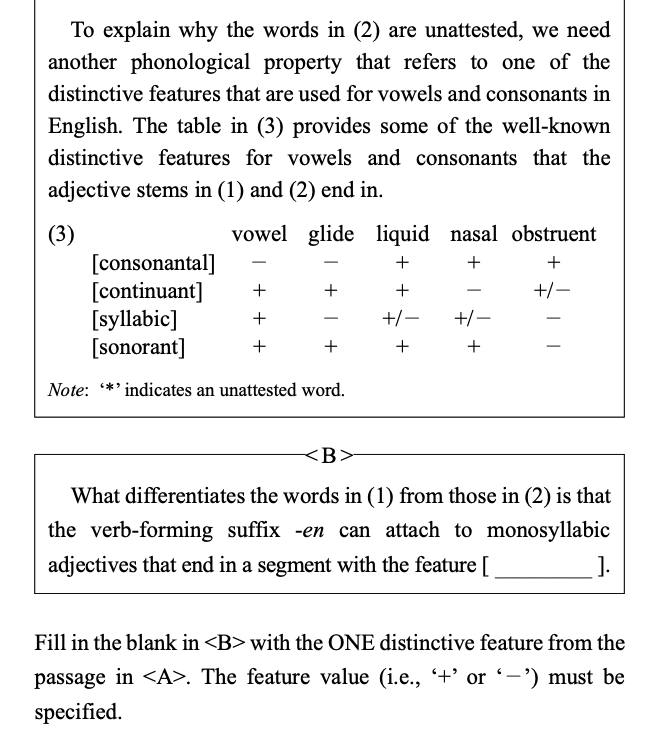 To explain why the words in (2) are unattested, we need
another phonological property that refers to one of the
distinctive features that are used for vowels and consonants in
English. The table in (3) provides some of the well-known
distinctive features for vowels and consonants that the
adjective stems in (1) and (2) end in.
(3) vowel glide liquid nasal obstruent
[consonantal] − − + + +
[continuant] + + + − +/−
[syllabic] + − +/− +/− −
[sonorant] + + + + −
Note: ‘*’ indicates an unattested word.
<B>
What differentiates the words in (1) from those in (2) is that
the verb-forming suffix -en can attach to monosyllabic
adjectives that end in a segment with the feature [ __________ ].
Fill in the blank in <B> with the ONE distinctive feature from the
passage in <A>. The feature value (i.e., ‘+’ or ‘−’) must be
specified.